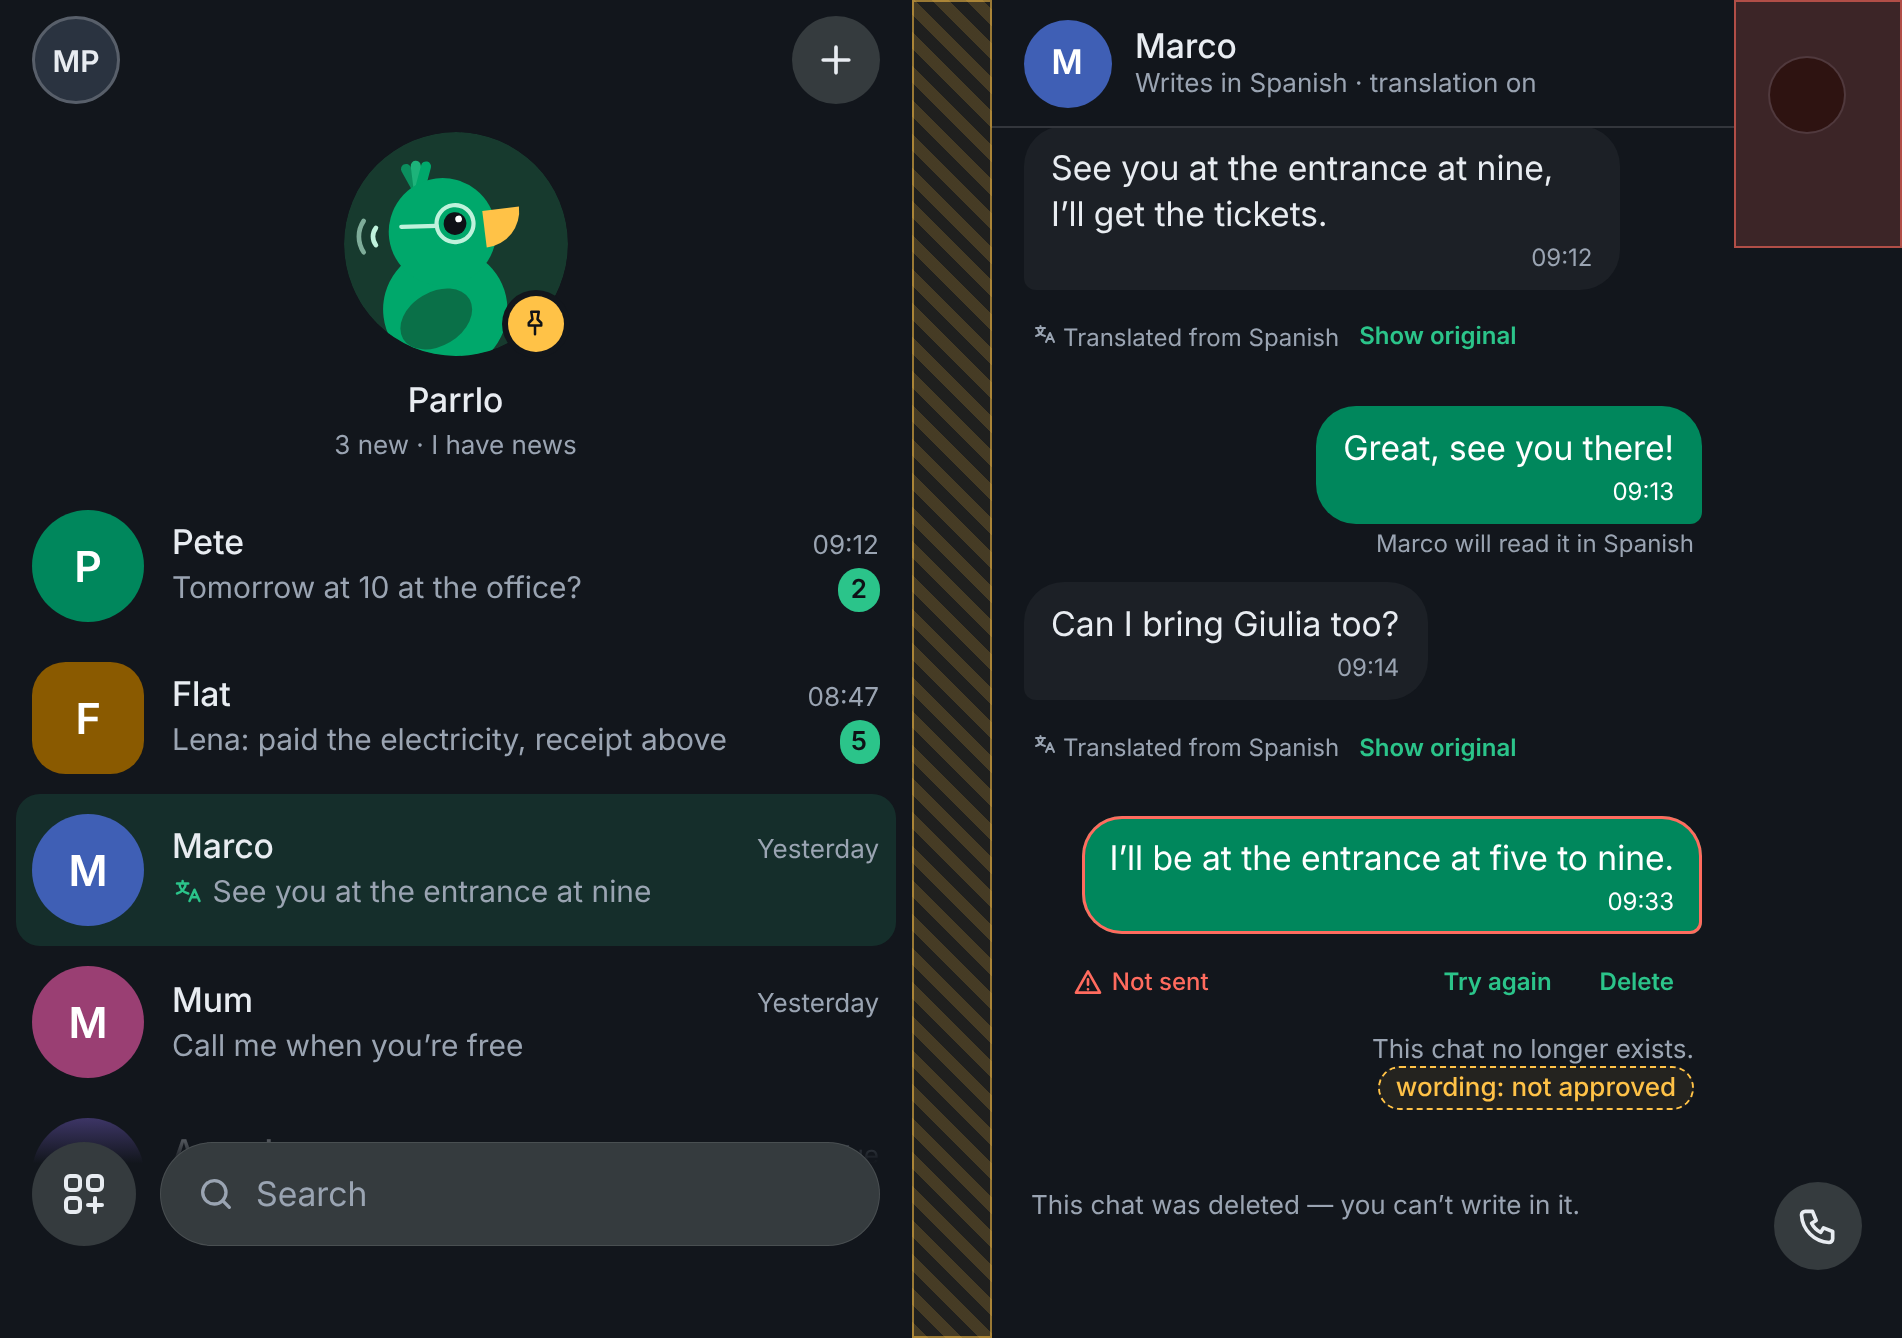 MP
Parrlo
3 new · I have news
P
Pete
09:12
Tomorrow at 10 at the office?
2
F
Flat
08:47
Lena: paid the electricity, receipt above
5
M
Marco
Yesterday
See you at the entrance at nine
M
Mum
Yesterday
Call me when you’re free
Search
M
Marco
Writes in Spanish · translation on
See you at the entrance at nine,
I’ll get the tickets.
09:12
Translated from Spanish Show original
Great, see you there!
09:13
Marco will read it in Spanish
Can I bring Giulia too?
09:14
Translated from Spanish Show original
I’ll be at the entrance at five to nine.
09:33
Not sent Try again Delete
This chat no longer exists.
wording: not approved
This chat was deleted — you can’t write in it.